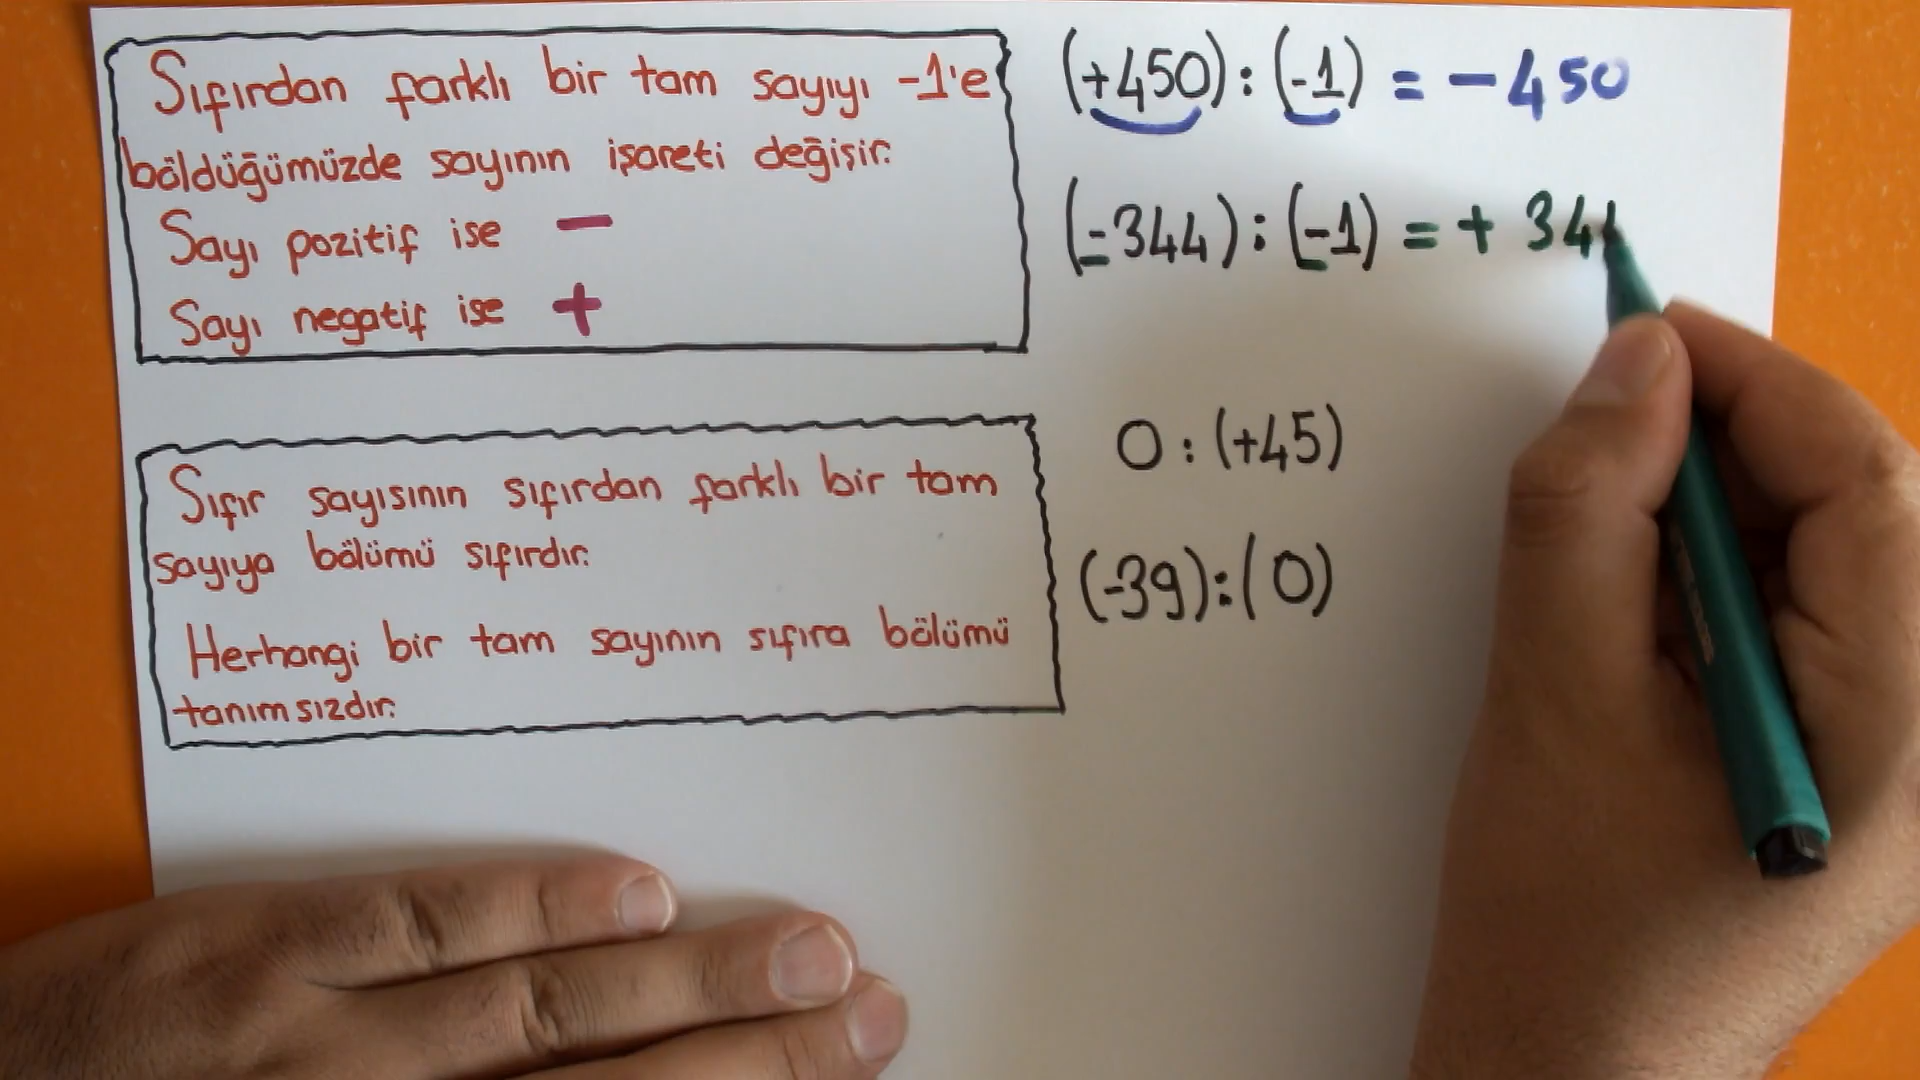 Sıfırdan farklı bir tam sayıyı -1'e
böldüğümüzde sayının işareti değişir.
Sayı pozitif ise −
Sayı negatif ise +
(+450) : (-1) = -450
(-344) : (-1) = + 344
Sıfır sayısının sıfırdan farklı bir tam
sayıya bölümü sıfırdır.
Herhangi bir tam sayının sıfıra bölümü
tanımsızdır.
0 : (+45)
(-39) : (0)